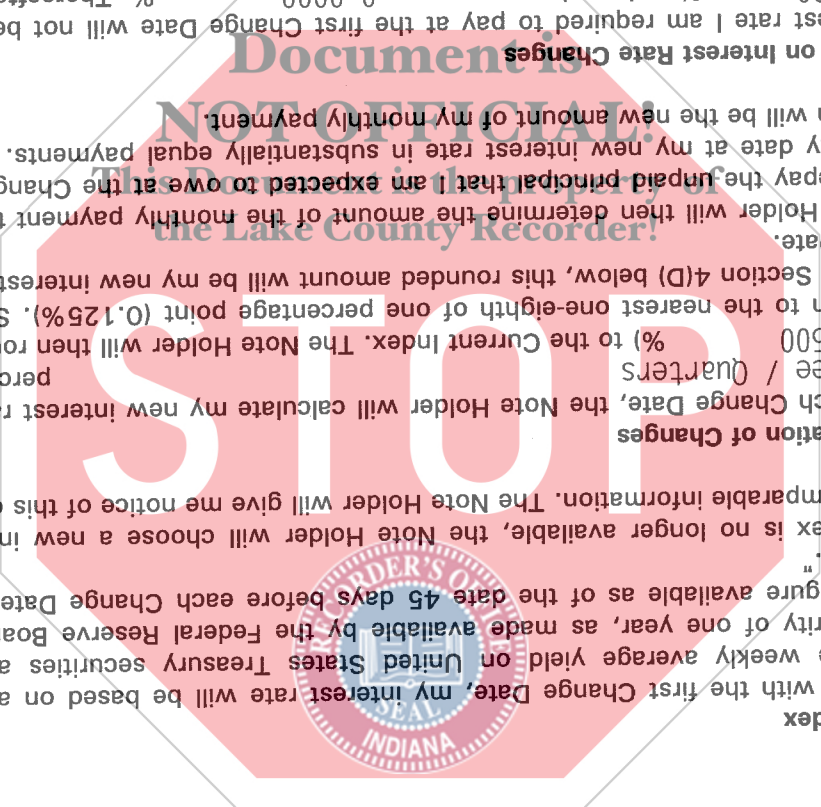 Document is
NOT OFFICIAL!
This Document is the property of
the Lake County Recorder!
STOP
RECORDER'S OFFICE
SEAL
INDIANA
dex
with the first Change Date, my interest rate will be based on a
e weekly average yield on United States Treasury securities a
rity of one year, as made available by the Federal Reserve Boar
gure available as of the date 45 days before each Change Date
."
ex is no longer available, the Note Holder will choose a new in
mparable information. The Note Holder will give me notice of this c
ation of Changes
ch Change Date, the Note Holder will calculate my new interest ra
ee / Quarters perc
500 %) to the Current Index. The Note Holder will then rou
n to the nearest one-eighth of one percentage point (0.125%). S
Section 4(D) below, this rounded amount will be my new interest
ate.
Holder will then determine the amount of the monthly payment t
epay the unpaid principal that I am expected to owe at the Chang
y date at my new interest rate in substantially equal payments.
n will be the new amount of my monthly payment.
on Interest Rate Changes
est rate I am required to pay at the first Change Date will not be